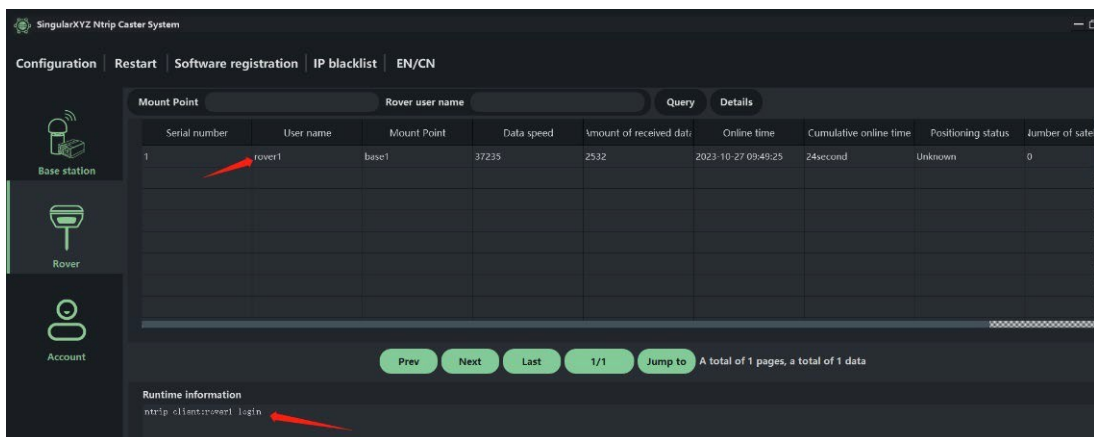 SingularXYZ Ntrip Caster System
Configuration Restart Software registration IP blacklist EN/CN
Mount Point Rover user name Query Details
Serial number User name Mount Point Data speed Amount of received data Online time Cumulative online time Positioning status Number of sate
1 rover1 base1 37235 2532 2023-10-27 09:49:25 24second Unknown 0
Base station
Rover
Account
Prev Next Last 1/1 Jump to A total of 1 pages, a total of 1 data
Runtime information
ntrip client:rover1 login